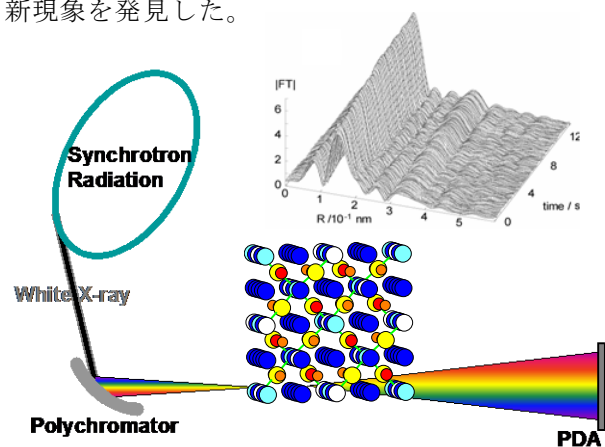 新現象を発見した。
|FT|
6
4
2
0
0
1
2
3
4
5
R /10⁻¹ nm
0
4
8
12
time / s
Synchrotron
Radiation
White X-ray
Polychromator
PDA